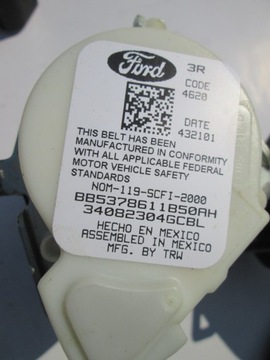 Ford
3R
CODE
4620
DATE
432101
THIS BELT HAS BEEN
MANUFACTURED IN CONFORMITY
WITH ALL APPLICABLE FEDERAL
MOTOR VEHICLE SAFETY
STANDARDS
NOM-119-SCFI-2000
BB5378611B50AH
34082304GCBL
HECHO EN MEXICO
ASSEMBLED IN MEXICO
MFG. BY TRW